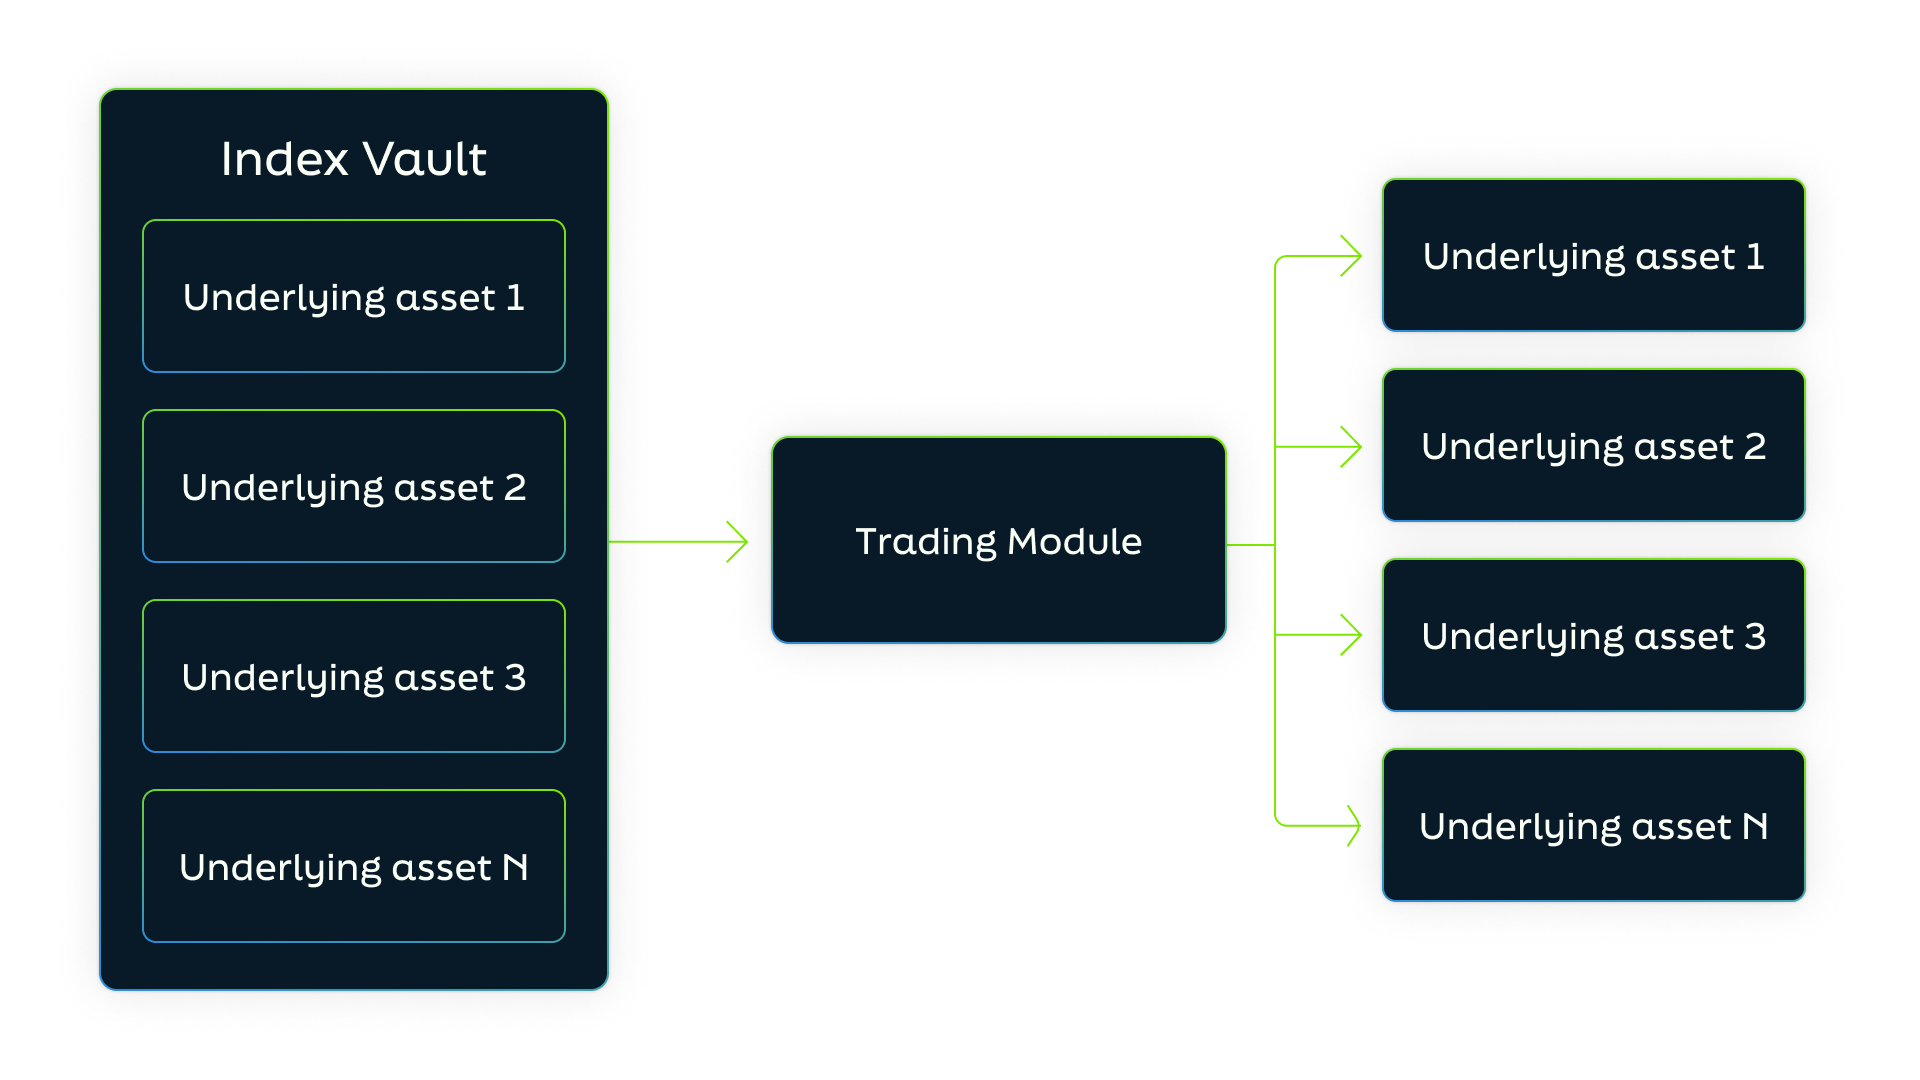 Index Vault
Underlying asset 1
Underlying asset 2
Underlying asset 3
Underlying asset N
Trading Module
Underlying asset 1
Underlying asset 2
Underlying asset 3
Underlying asset N